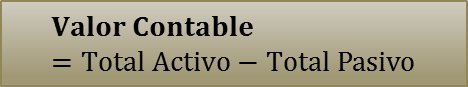 Valor Contable
= Total Activo − Total Pasivo